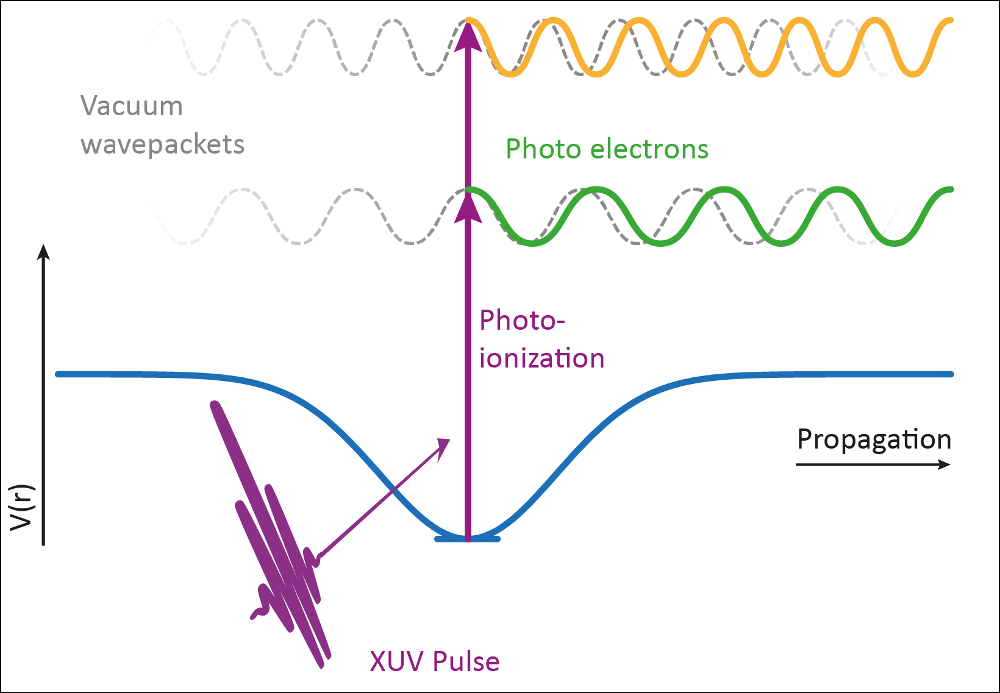 Vacuum
wavepackets
Photo electrons
Photo-
ionization
Propagation
V(r)
XUV Pulse